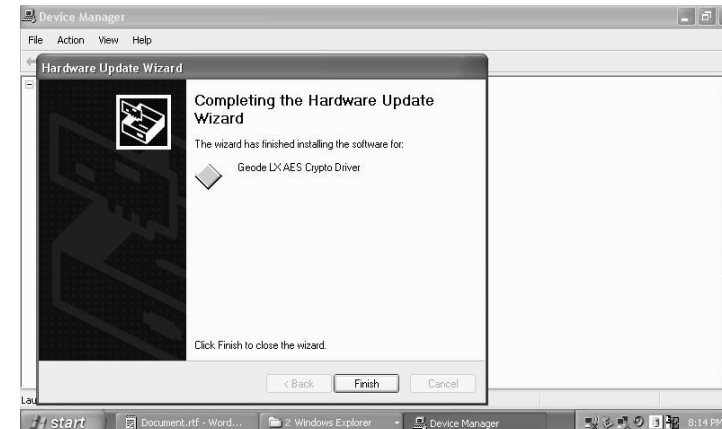 Device Manager
File Action View Help
Hardware Update Wizard
Completing the Hardware Update
Wizard
The wizard has finished installing the software for:
Geode LX AES Crypto Driver
Click Finish to close the wizard.
< Back Finish Cancel
Lau
start Document.rtf - Word... 2 Windows Explorer Device Manager 8:14 PM